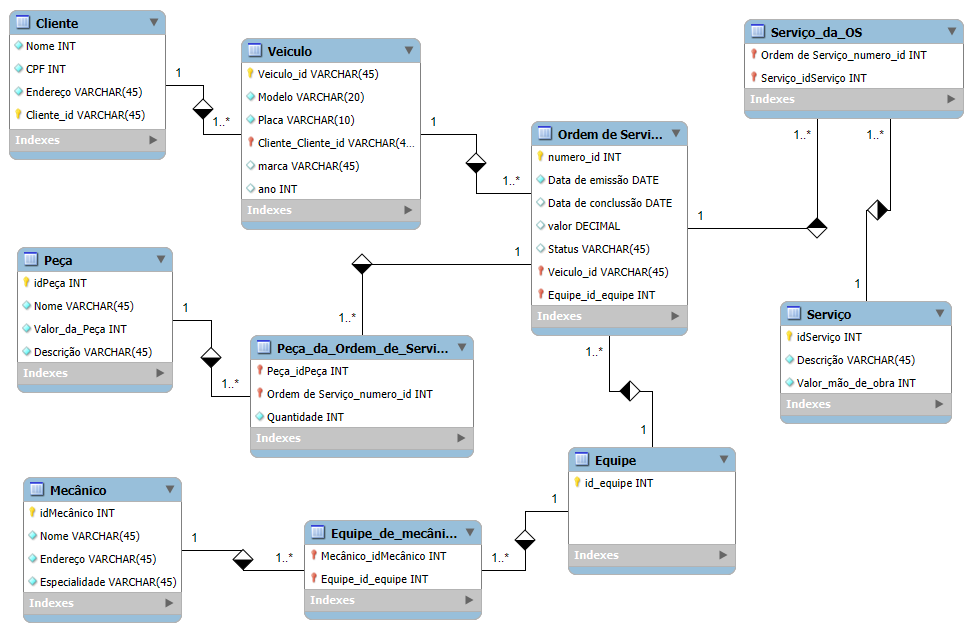 Cliente
Nome INT
CPF INT
Endereço VARCHAR(45)
Cliente_id VARCHAR(45)
Indexes
1
1..*
Veiculo
Veiculo_id VARCHAR(45)
Modelo VARCHAR(20)
Placa VARCHAR(10)
Cliente_Cliente_id VARCHAR(4...
marca VARCHAR(45)
ano INT
Indexes
1
1..*
Ordem de Servi...
numero_id INT
Data de emissão DATE
Data de conclussão DATE
valor DECIMAL
Status VARCHAR(45)
Veiculo_id VARCHAR(45)
Equipe_id_equipe INT
Indexes
Serviço_da_OS
Ordem de Serviço_numero_id INT
Serviço_idServiço INT
Indexes
1..*
1..*
1
1
Serviço
idServiço INT
Descrição VARCHAR(45)
Valor_mão_de_obra INT
Indexes
Peça
idPeça INT
Nome VARCHAR(45)
Valor_da_Peça INT
Descrição VARCHAR(45)
Indexes
1
1..*
1
1..*
Peça_da_Ordem_de_Servi...
Peça_idPeça INT
Ordem de Serviço_numero_id INT
Quantidade INT
Indexes
1..*
1
Equipe
id_equipe INT
Indexes
Mecânico
idMecânico INT
Nome VARCHAR(45)
Endereço VARCHAR(45)
Especialidade VARCHAR(45)
Indexes
1
1..*
Equipe_de_mecâni...
Mecânico_idMecânico INT
Equipe_id_equipe INT
Indexes
1
1..*